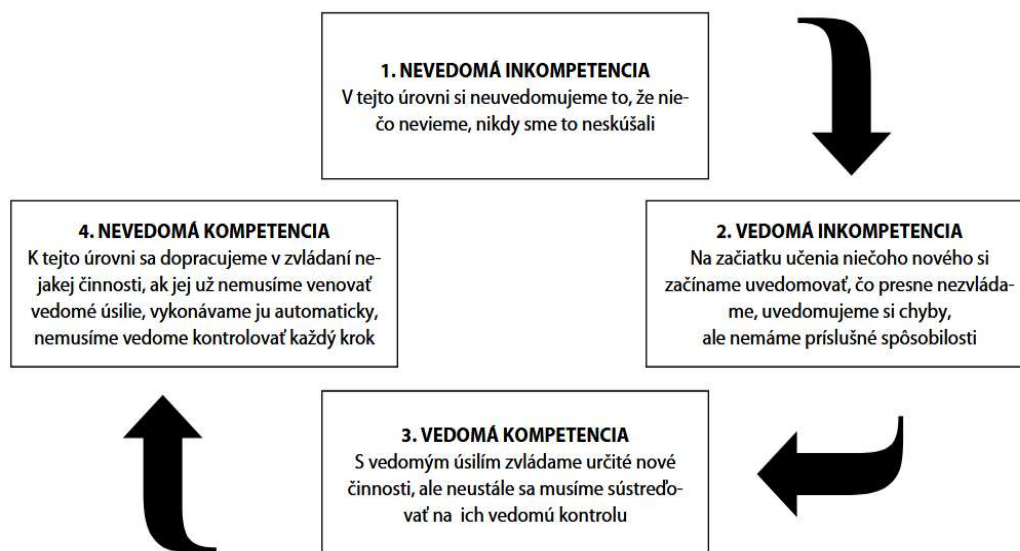 1. NEVEDOMÁ INKOMPETENCIA
V tejto úrovni si neuvedomujeme to, že nie-
čo nevieme, nikdy sme to neskúšali
2. VEDOMÁ INKOMPETENCIA
Na začiatku učenia niečoho nového si
začíname uvedomovať, čo presne nezvláda-
me, uvedomujeme si chyby,
ale nemáme príslušné spôsobilosti
3. VEDOMÁ KOMPETENCIA
S vedomým úsilím zvládame určité nové
činnosti, ale neustále sa musíme sústreďo-
vať na ich vedomú kontrolu
4. NEVEDOMÁ KOMPETENCIA
K tejto úrovni sa dopracujeme v zvládaní ne-
jakej činnosti, ak jej už nemusíme venovať
vedomé úsilie, vykonávame ju automaticky,
nemusíme vedome kontrolovať každý krok